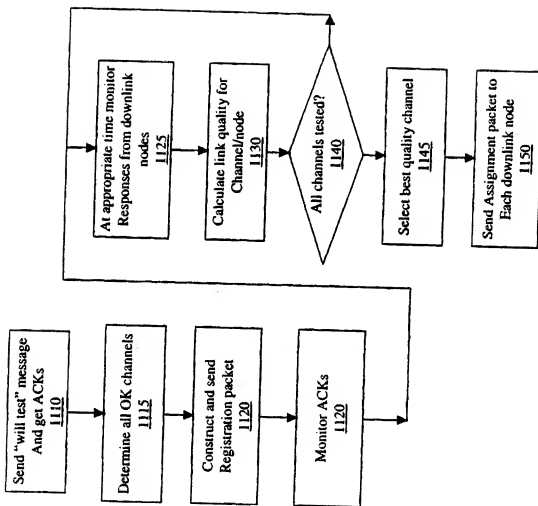 Send "will test" message
And get ACKs
1110
Determine all OK channels
1115
Construct and send
Registration packet
1120
Monitor ACKs
1120
At appropriate time monitor
Responses from downlink
nodes
1125
Calculate link quality for
Channel/node
1130
All channels tested?
1140
Select best quality channel
1145
Send Assignment packet to
Each downlink node
1150